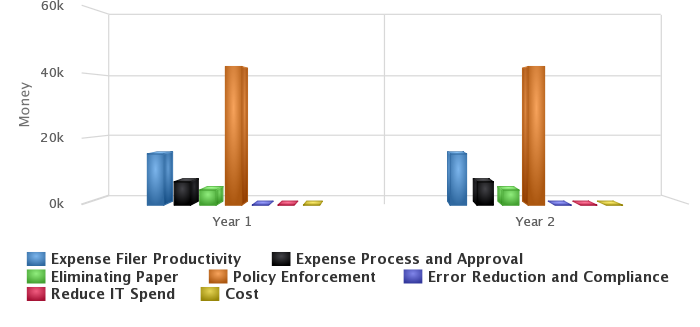 60k
40k
20k
0k
Money
Year 1 Year 2
Expense Filer Productivity Expense Process and Approval
Eliminating Paper Policy Enforcement Error Reduction and Compliance
Reduce IT Spend Cost